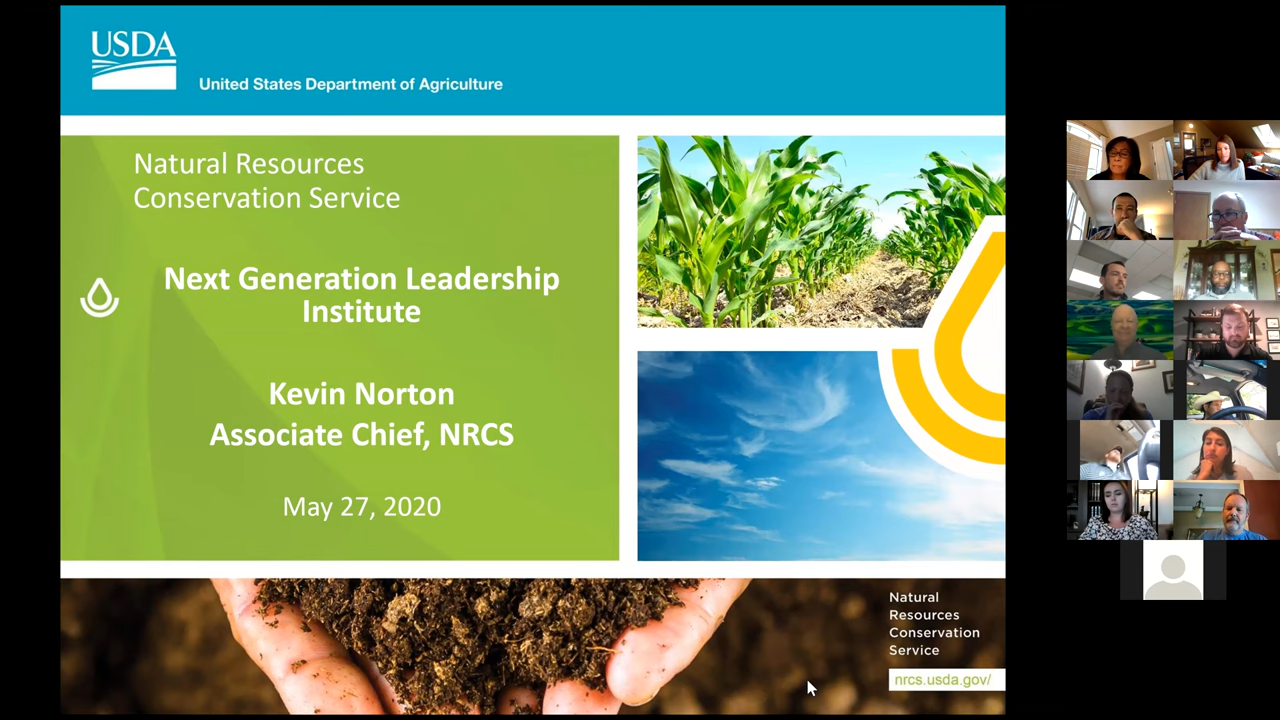 USDA
United States Department of Agriculture
Natural Resources
Conservation Service
Next Generation Leadership
Institute
Kevin Norton
Associate Chief, NRCS
May 27, 2020
Natural
Resources
Conservation
Service
nrcs.usda.gov/